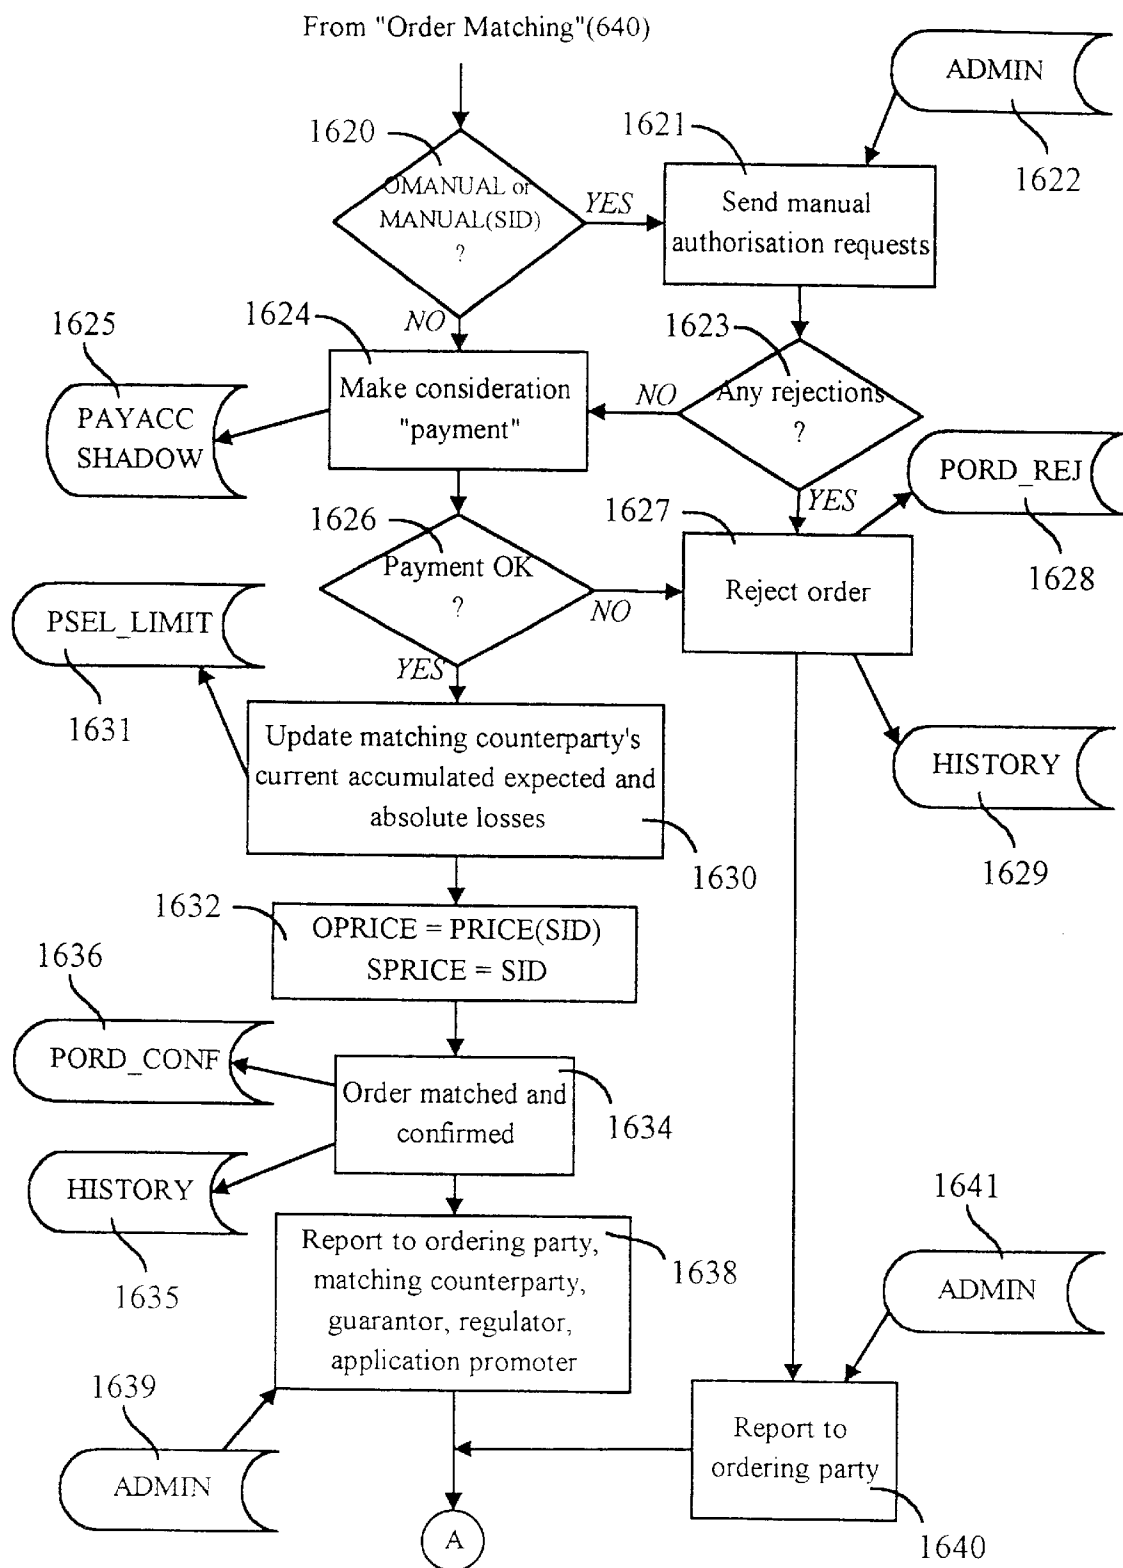 From "Order Matching"(640)
ADMIN
1620
1621
1622
OMANUAL or
MANUAL(SID)
?
YES
Send manual
authorisation requests
NO
1625
1624
1623
PAYACC
SHADOW
Make consideration
"payment"
NO
Any rejections
?
YES
PORD_REJ
1626
1627
1628
Payment OK
?
NO
Reject order
PSEL_LIMIT
YES
1631
Update matching counterparty's
current accumulated expected and
absolute losses
HISTORY
1630
1629
1632
OPRICE = PRICE(SID)
SPRICE = SID
1636
PORD_CONF
Order matched and
confirmed
1634
HISTORY
1635
1641
Report to ordering party,
matching counterparty,
guarantor, regulator,
application promoter
1638
ADMIN
1639
ADMIN
Report to
ordering party
1640
A